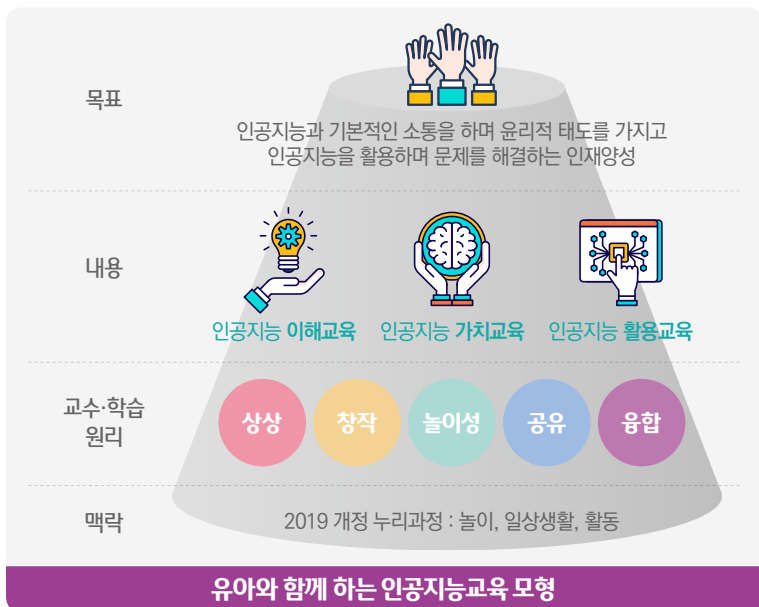 목표
인공지능과 기본적인 소통을 하며 윤리적 태도를 가지고
인공지능을 활용하며 문제를 해결하는 인재양성
내용
인공지능 이해교육 인공지능 가치교육 인공지능 활용교육
교수·학습
원리
상상 창작 놀이성 공유 융합
맥락
2019 개정 누리과정 : 놀이, 일상생활, 활동
유아와 함께 하는 인공지능교육 모형